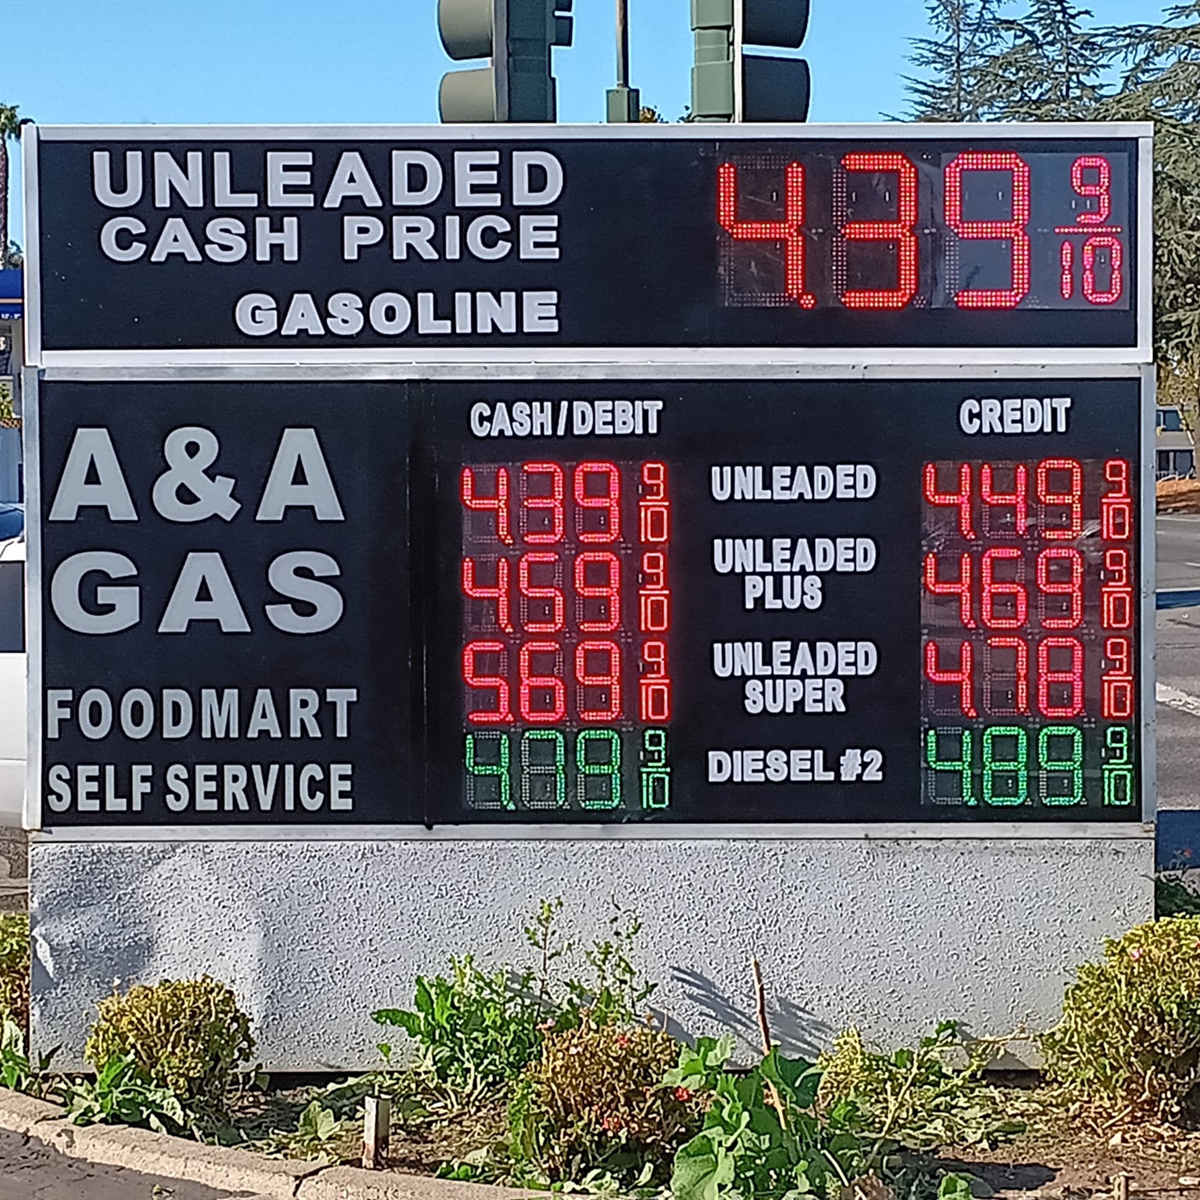 UNLEADED
CASH PRICE
GASOLINE
4.39 9/10
A&A
GAS
FOODMART
SELF SERVICE
CASH/DEBIT CREDIT
4.39 9/10 UNLEADED 4.49 9/10
4.59 9/10 UNLEADED PLUS 4.69 9/10
5.69 9/10 UNLEADED SUPER 4.78 9/10
4.79 9/10 DIESEL #2 4.89 9/10